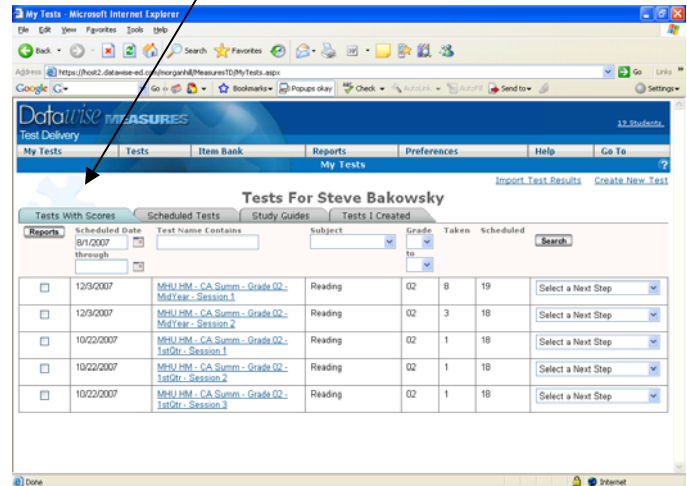 My Tests - Microsoft Internet Explorer
File Edit View Favorites Tools Help
Back Search Favorites
Address https://host2.datawise-ed.com/morganhill/MeasuresTD/MyTests.aspx Go Links »
Google G Go Bookmarks Popups okay Check AutoLink AutoFill Send to Settings
Datawise MEASURES
Test Delivery
19 Students
My Tests Tests Item Bank Reports Preferences Help Go To
My Tests ?
Import Test Results Create New Test
Tests For Steve Bakowsky
Tests With Scores Scheduled Tests Study Guides Tests I Created
Reports Scheduled Date Test Name Contains Subject Grade Taken Scheduled
8/1/2007 Search
through to
12/3/2007 MHU HM - CA Summ - Grade 02 - Reading 02 8 19 Select a Next Step
MidYear - Session 1
12/3/2007 MHU HM - CA Summ - Grade 02 - Reading 02 3 18 Select a Next Step
MidYear - Session 2
10/22/2007 MHU HM - CA Summ - Grade 02 - Reading 02 1 18 Select a Next Step
1stQtr - Session 1
10/22/2007 MHU HM - CA Summ - Grade 02 - Reading 02 1 18 Select a Next Step
1stQtr - Session 2
10/22/2007 MHU HM - CA Summ - Grade 02 - Reading 02 1 18 Select a Next Step
1stQtr - Session 3
Done Internet